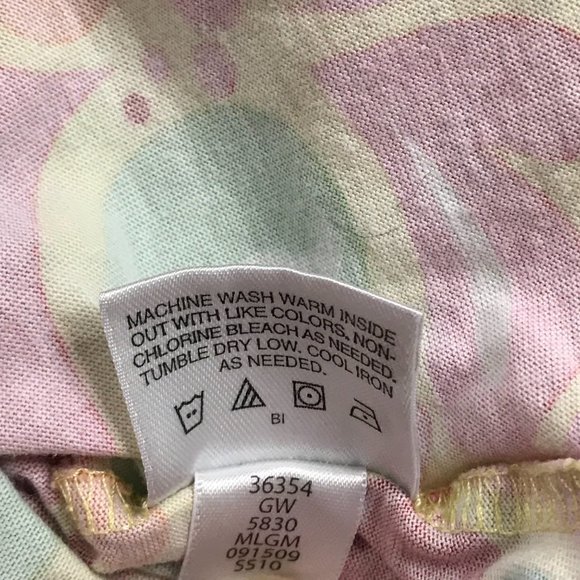 MACHINE WASH WARM INSIDE
OUT WITH LIKE COLORS, NON-
CHLORINE BLEACH AS NEEDED.
TUMBLE DRY LOW. COOL IRON
AS NEEDED.
BI
36354
GW
5830
MLGM
091509
SS10